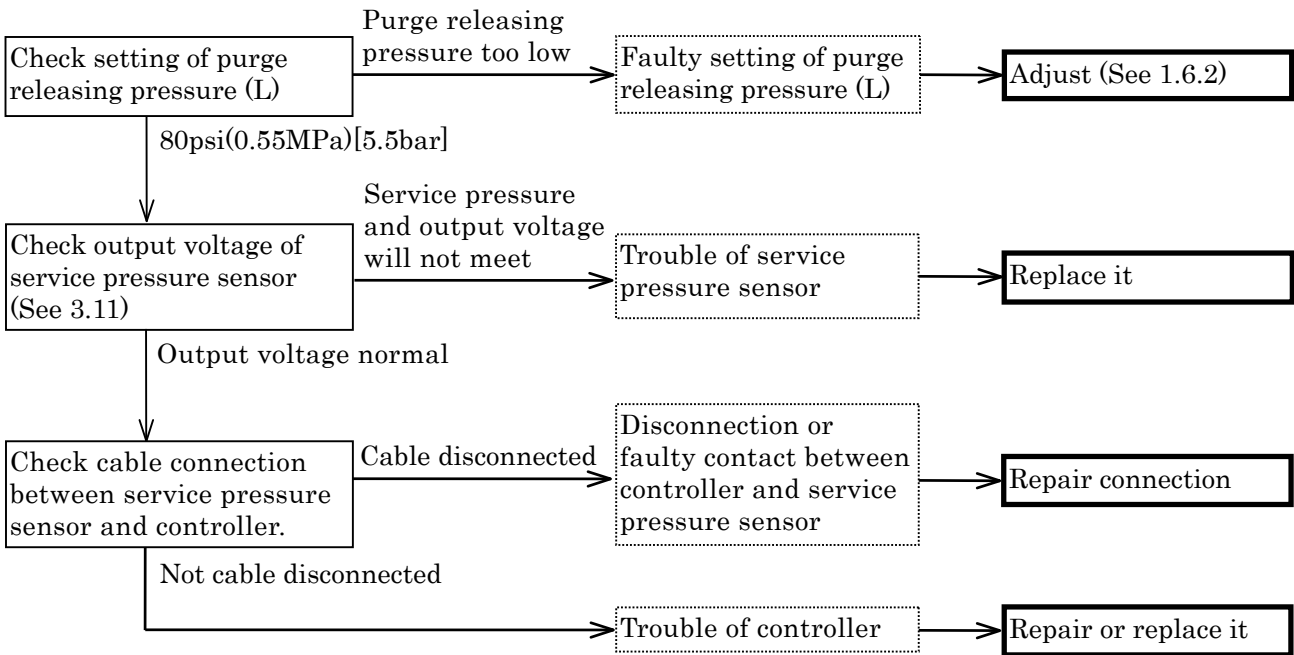 Purge releasing
pressure too low
Check setting of purge
releasing pressure (L)
Faulty setting of purge
releasing pressure (L)
Adjust (See 1.6.2)
80psi(0.55MPa)[5.5bar]
Service pressure
and output voltage
will not meet
Check output voltage of
service pressure sensor
(See 3.11)
Trouble of service
pressure sensor
Replace it
Output voltage normal
Cable disconnected
Check cable connection
between service pressure
sensor and controller.
Disconnection or
faulty contact between
controller and service
pressure sensor
Repair connection
Not cable disconnected
Trouble of controller
Repair or replace it